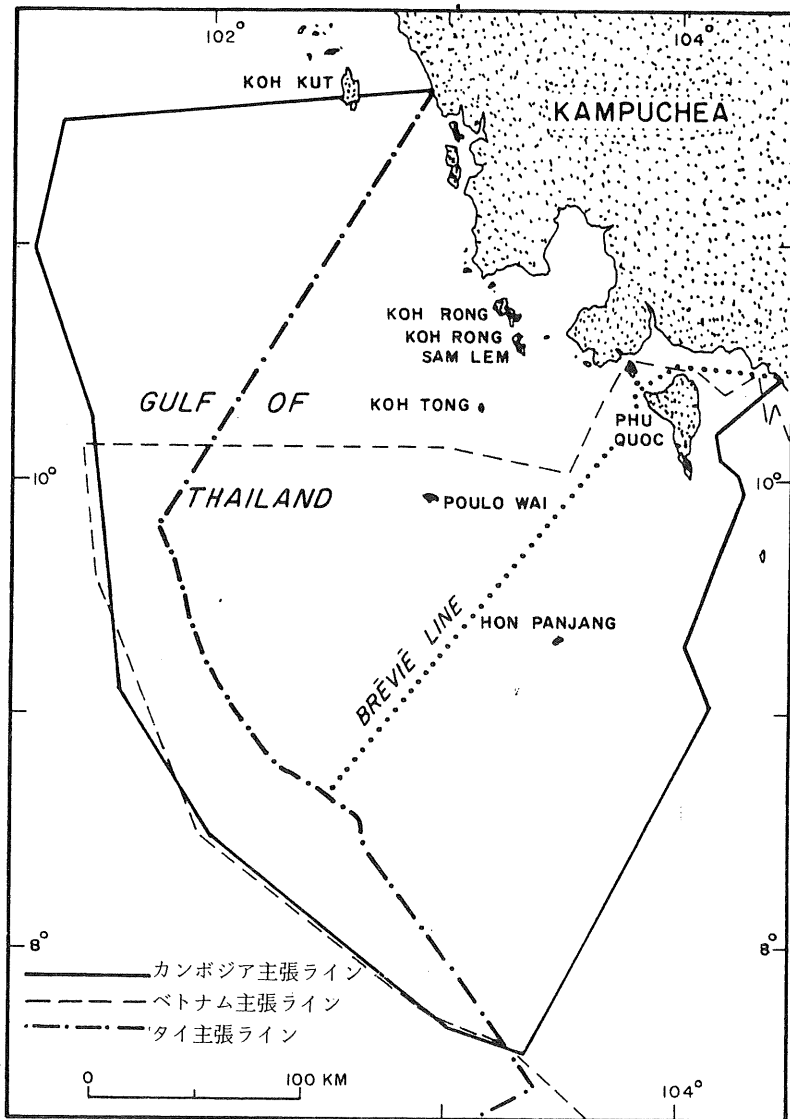 102°
104°
KOH KUT
KAMPUCHEA
KOH RONG
KOH RONG
SAM LEM
GULF OF
KOH TONG
PHU
QUOC
10°
10°
THAILAND
POULO WAI
HON PANJANG
BRĒVIĒ LINE
8°
8°
カンボジア主張ライン
ベトナム主張ライン
タイ主張ライン
0
100 KM
104°